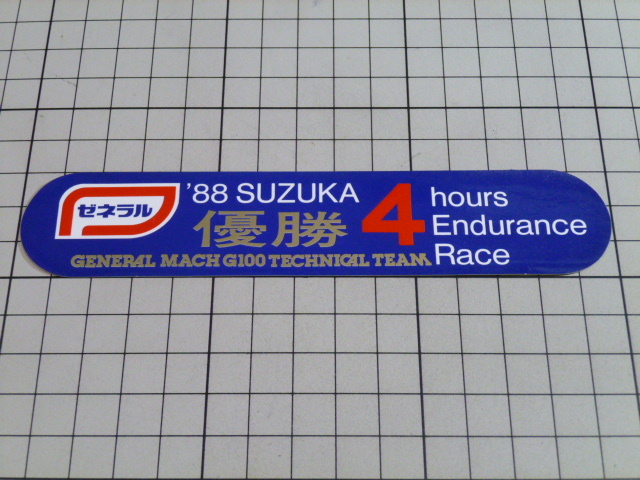 ゼネラル
'88 SUZUKA
優勝
4 hours
Endurance
Race
GENERAL MACH G100 TECHNICAL TEAM